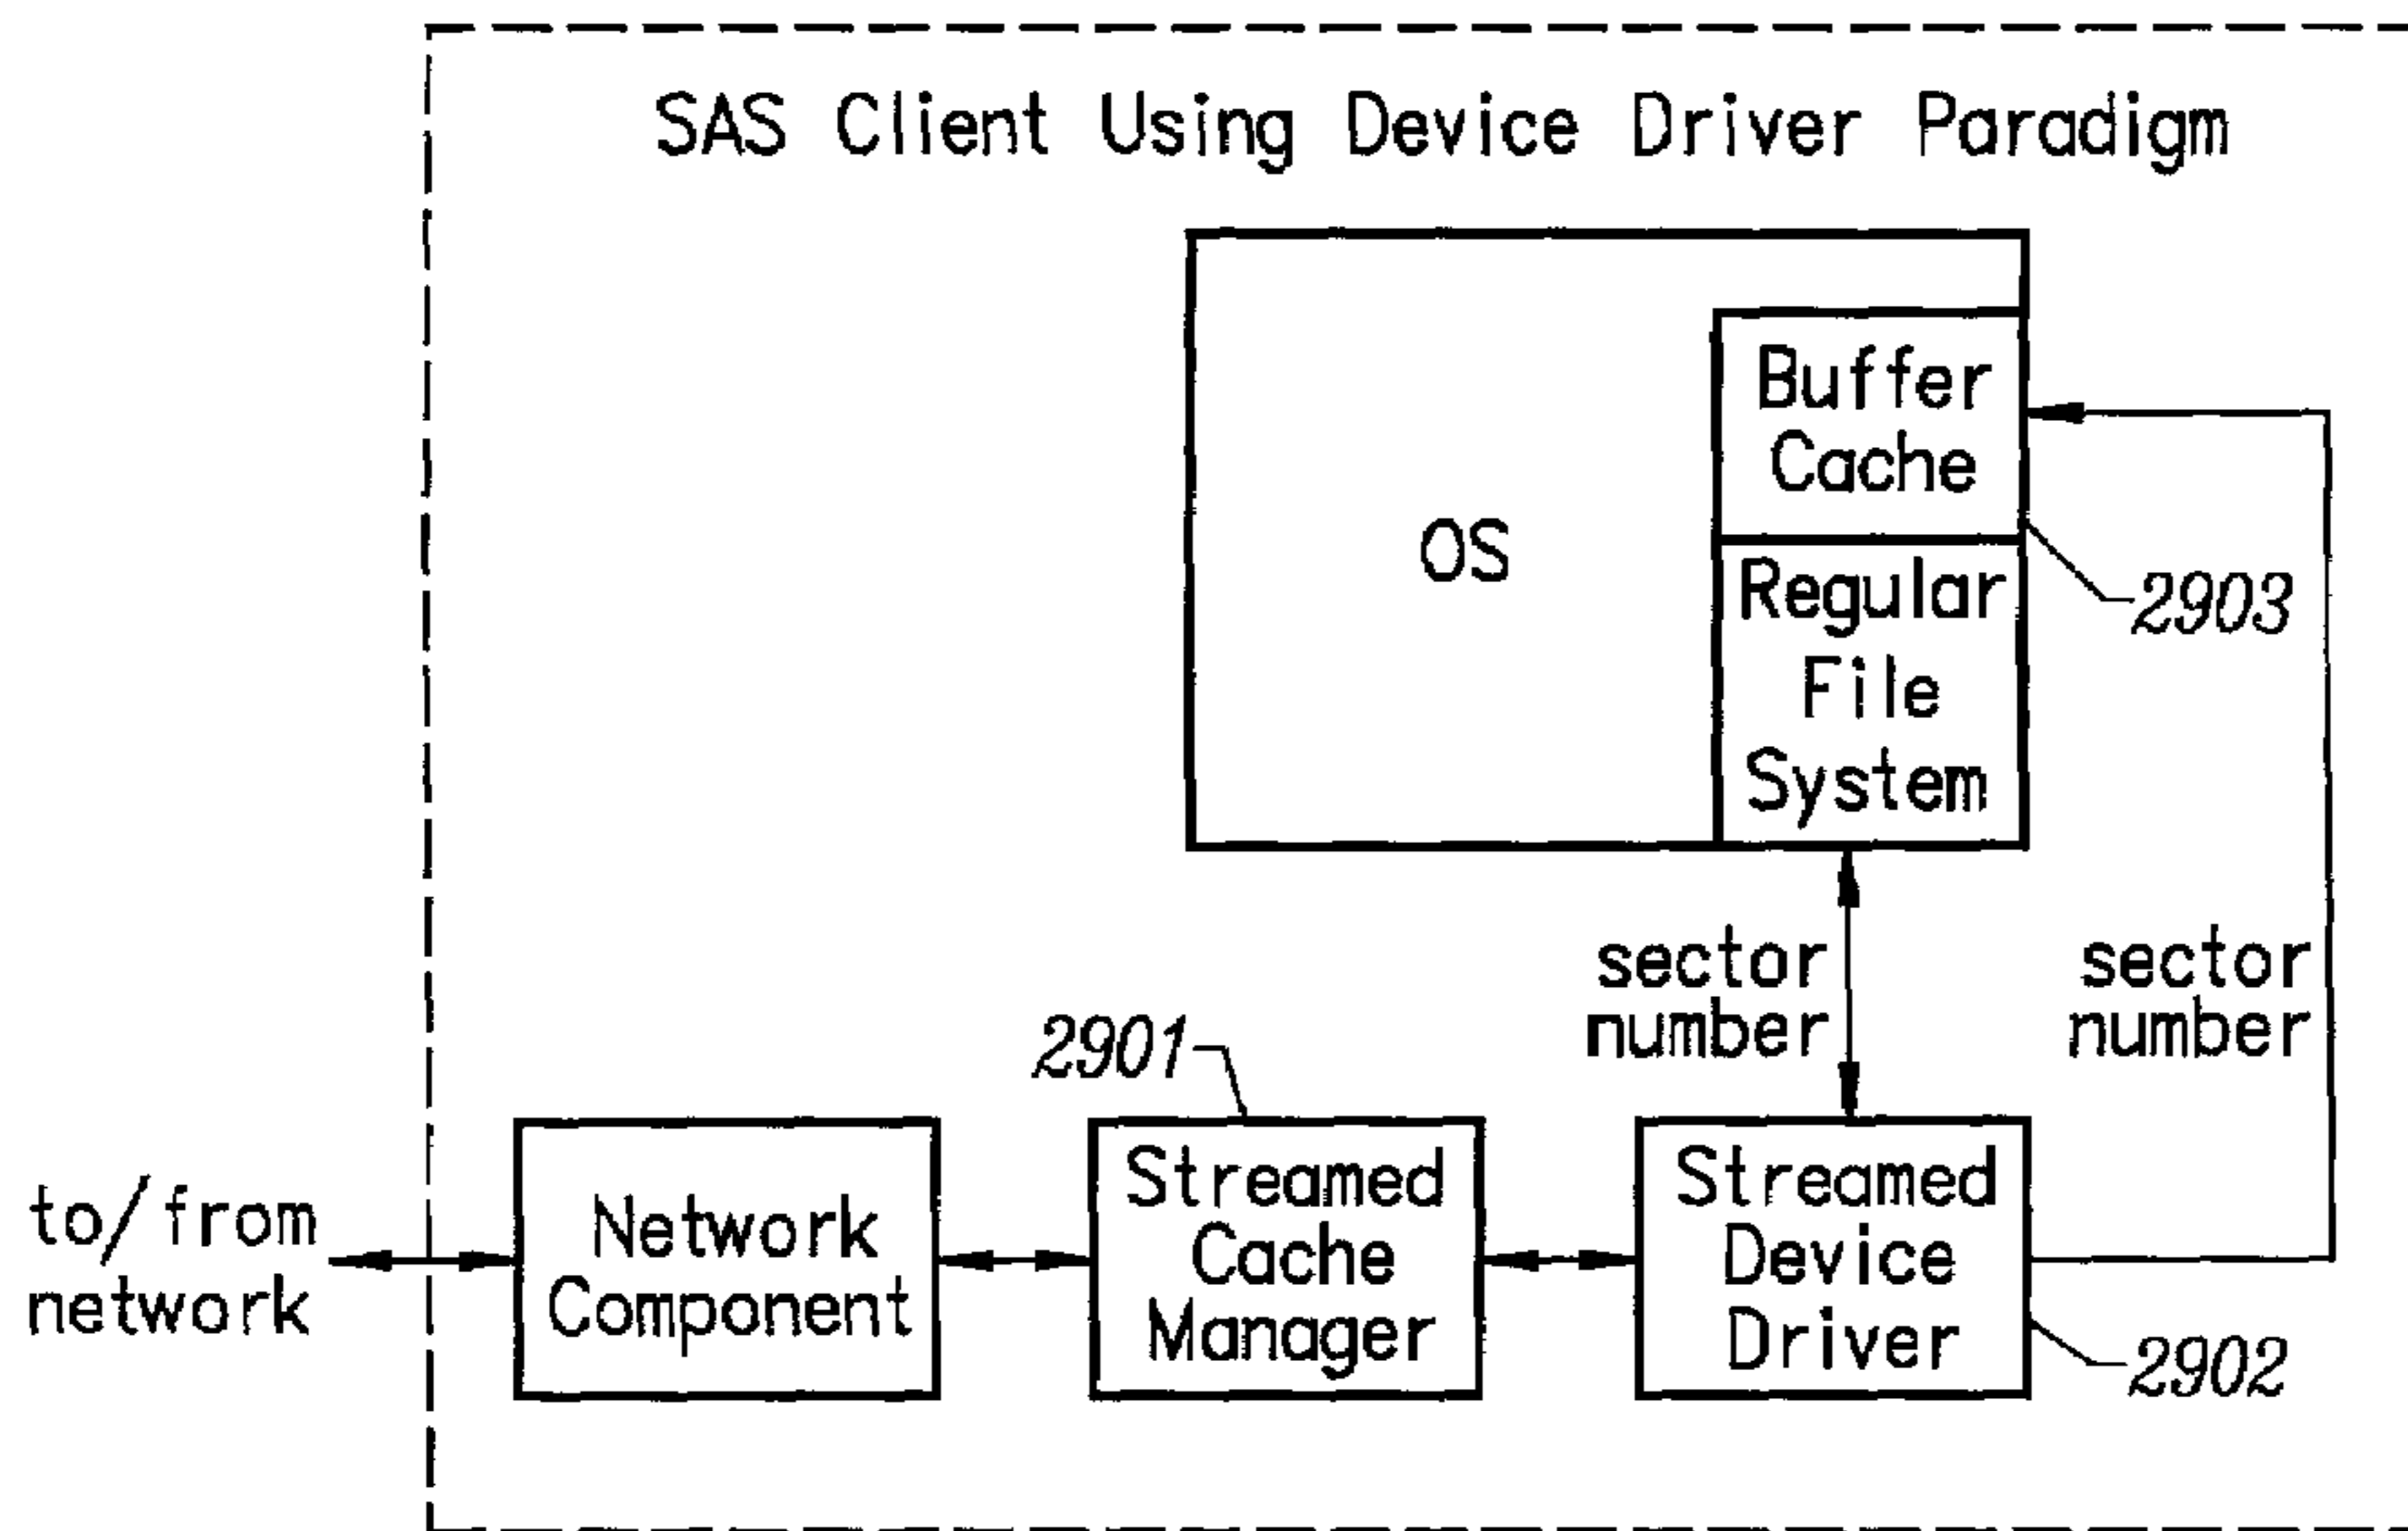 SAS Client Using Device Driver Paradigm
Buffer
Cache
OS
Regular
File
System
2903
sector
number
sector
number
2901
to/from
network
Network
Component
Streamed
Cache
Manager
Streamed
Device
Driver
2902